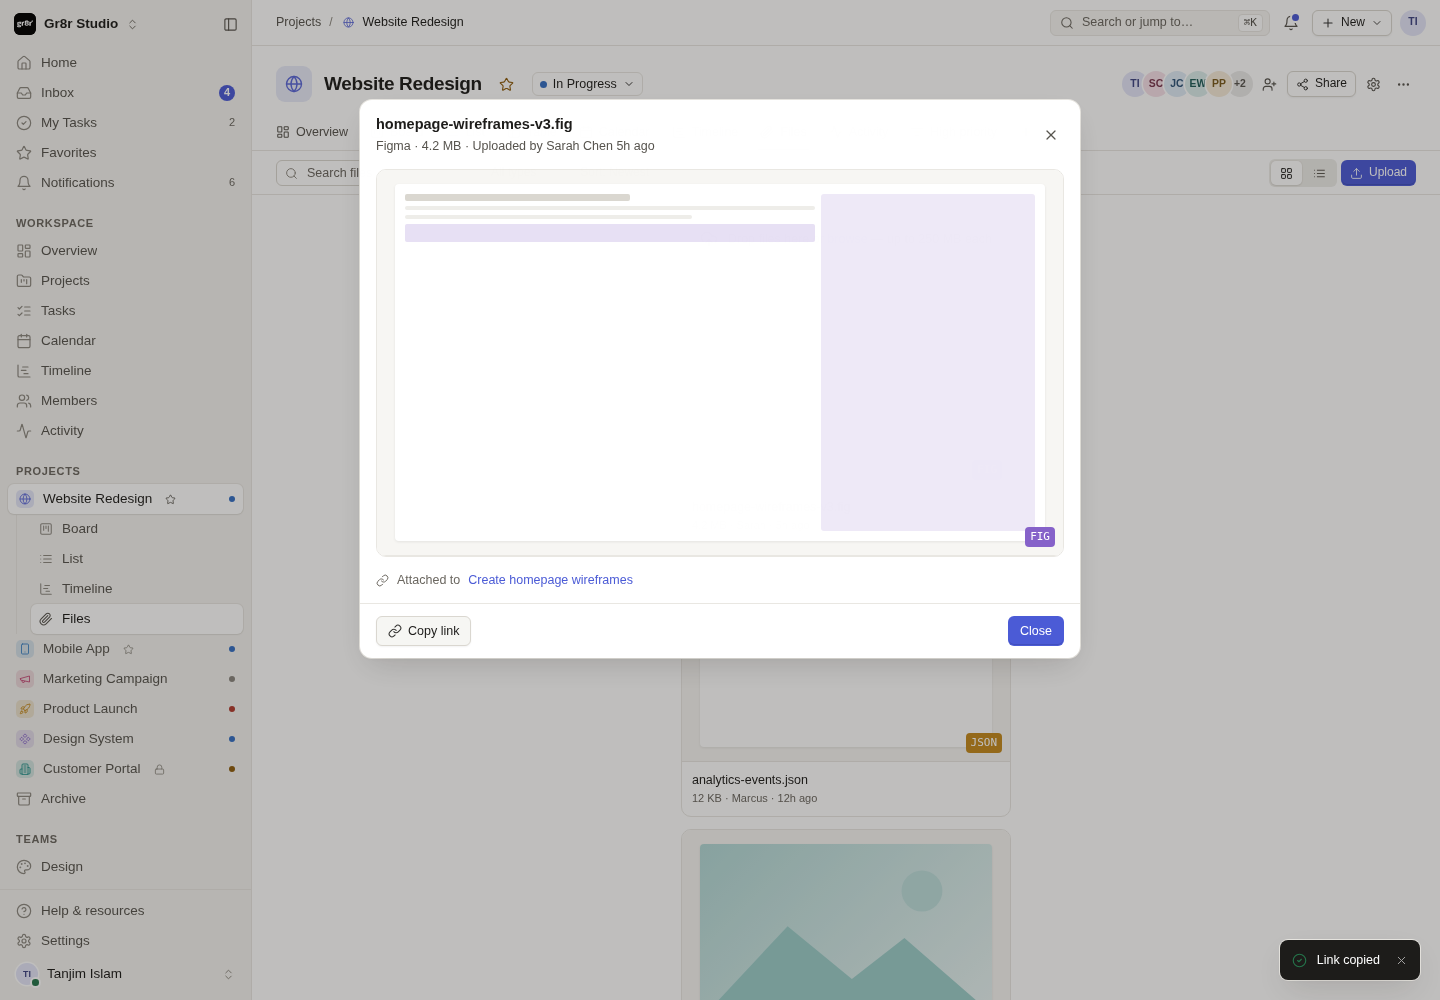 gr8r Gr8r Studio
Home
Inbox 4
My Tasks 2
Favorites
Notifications 6
WORKSPACE
Overview
Projects
Tasks
Calendar
Timeline
Members
Activity
PROJECTS
Website Redesign
Board
List
Timeline
Files
Mobile App
Marketing Campaign
Product Launch
Design System
Customer Portal
Archive
TEAMS
Design
Help & resources
Settings
TI Tanjim Islam
Projects / Website Redesign
Search or jump to… ⌘K New TI
Website Redesign In Progress TI SC JC EW PP +2 Share
Overview
Search fil Upload
homepage-wireframes-v3.fig
Figma · 4.2 MB · Uploaded by Sarah Chen 5h ago
FIG
Attached to Create homepage wireframes
Copy link Close
JSON
analytics-events.json
12 KB · Marcus · 12h ago
Link copied